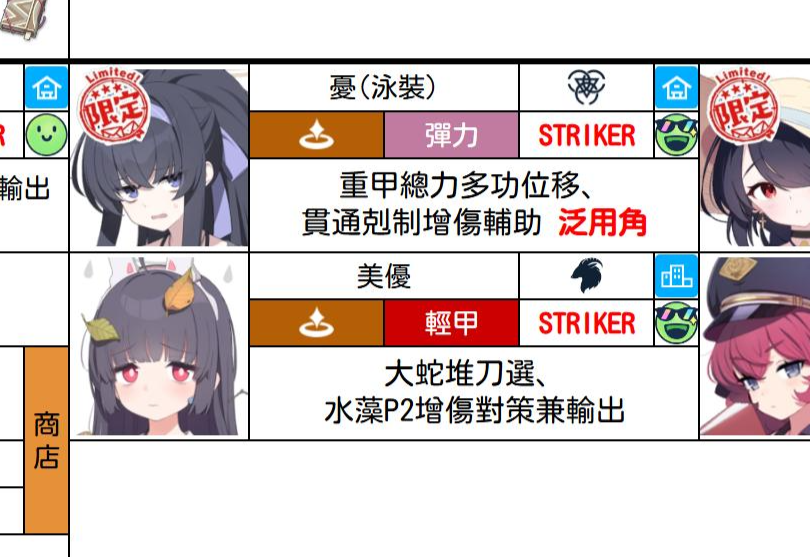 Limited!
限定
憂(泳裝)
Limited!
限定
R
彈力
STRIKER
輸出
重甲總力多功位移、
貫通剋制增傷輔助 泛用角
美優
輕甲
STRIKER
大蛇堆刀選、
水藻P2增傷對策兼輸出
商店